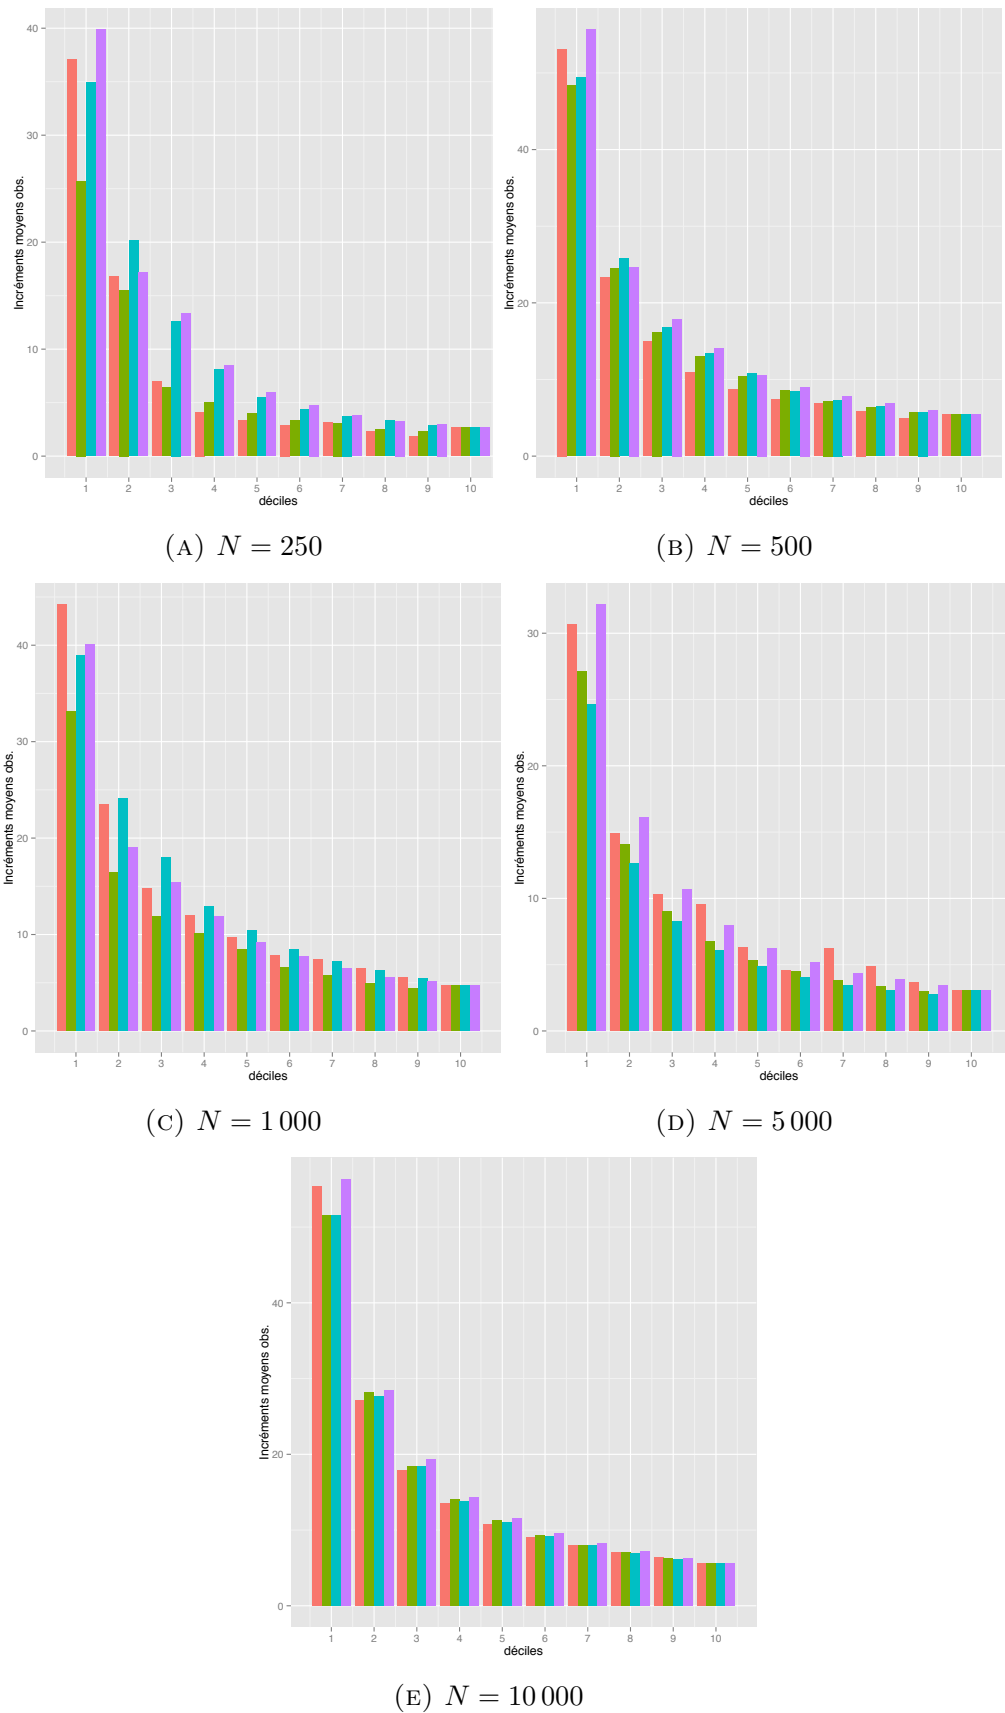 40
30
20
10
0
Incréments moyens obs.
1 2 3 4 5 6 7 8 9 10
déciles
(A) N = 250
40
20
0
Incréments moyens obs.
1 2 3 4 5 6 7 8 9 10
déciles
(B) N = 500
40
30
20
10
0
Incréments moyens obs.
1 2 3 4 5 6 7 8 9 10
déciles
(C) N = 1 000
30
20
10
0
Incréments moyens obs.
1 2 3 4 5 6 7 8 9 10
déciles
(D) N = 5 000
40
20
0
Incréments moyens obs.
1 2 3 4 5 6 7 8 9 10
déciles
(E) N = 10 000